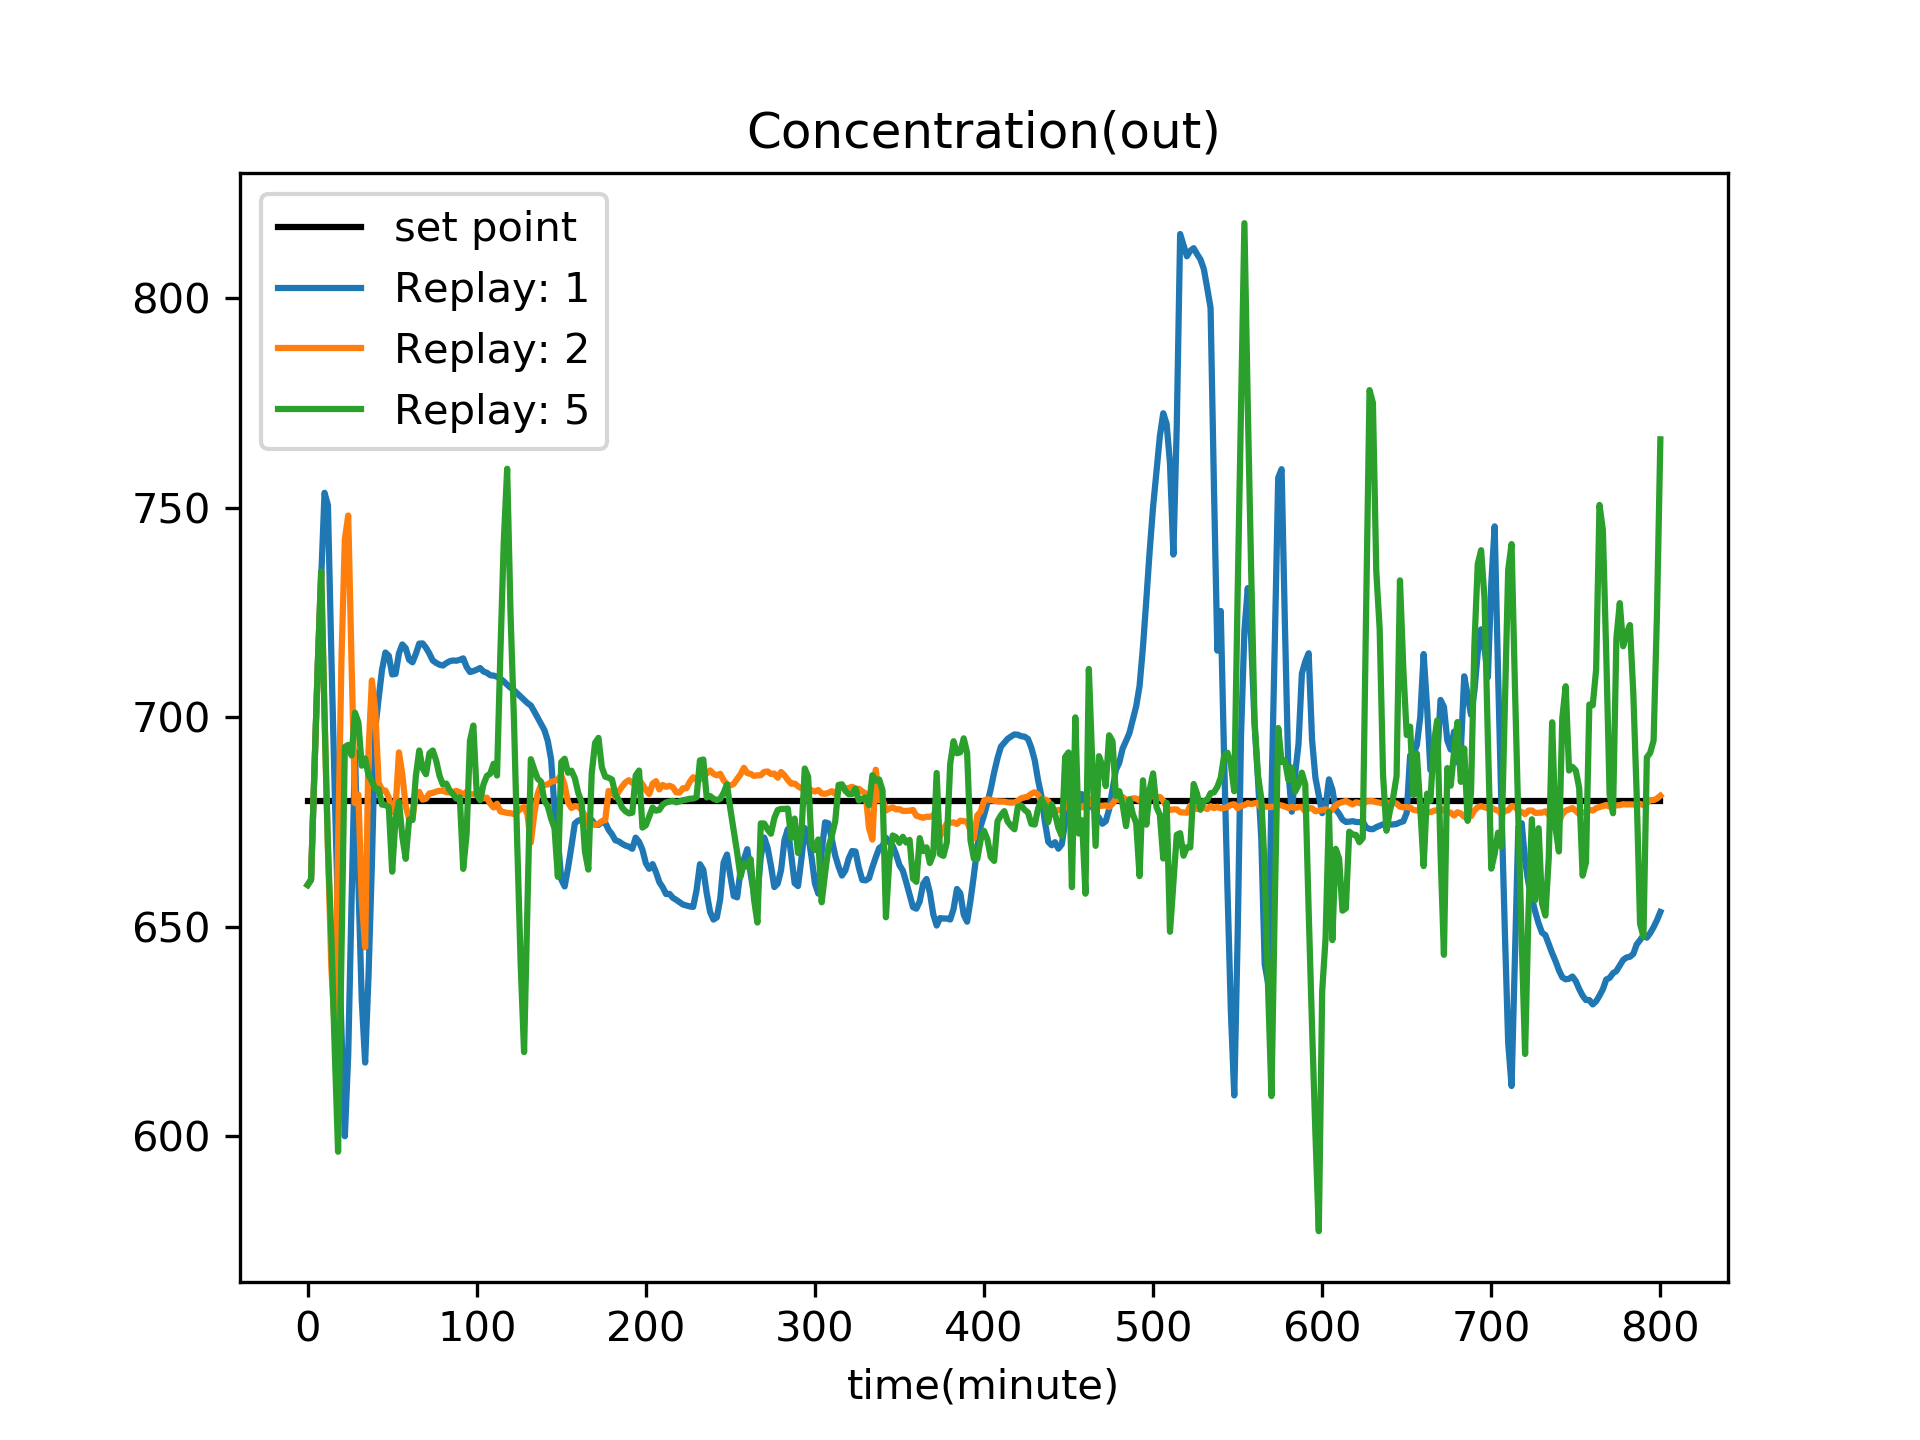 Concentration(out)
set point
Replay: 1
Replay: 2
Replay: 5
800
750
700
650
600
0 100 200 300 400 500 600 700 800
time(minute)